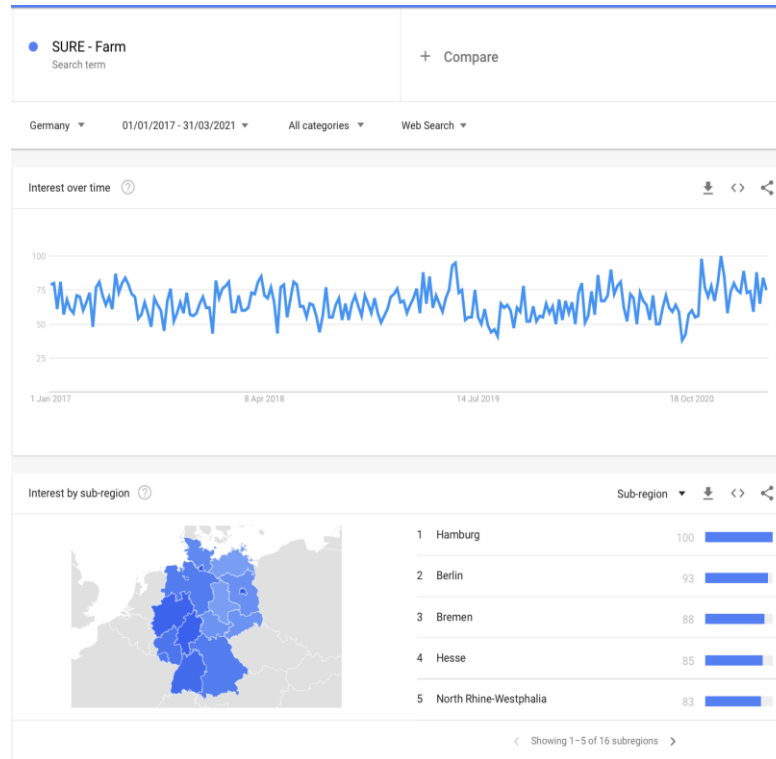 SURE - Farm
Search term
+ Compare
Germany 01/01/2017 - 31/03/2021 All categories Web Search
Interest over time ?
100
75
50
25
1 Jan 2017 8 Apr 2018 14 Jul 2019 18 Oct 2020
Interest by sub-region ? Sub-region
1 Hamburg 100
2 Berlin 93
3 Bremen 88
4 Hesse 85
5 North Rhine-Westphalia 83
Showing 1–5 of 16 subregions